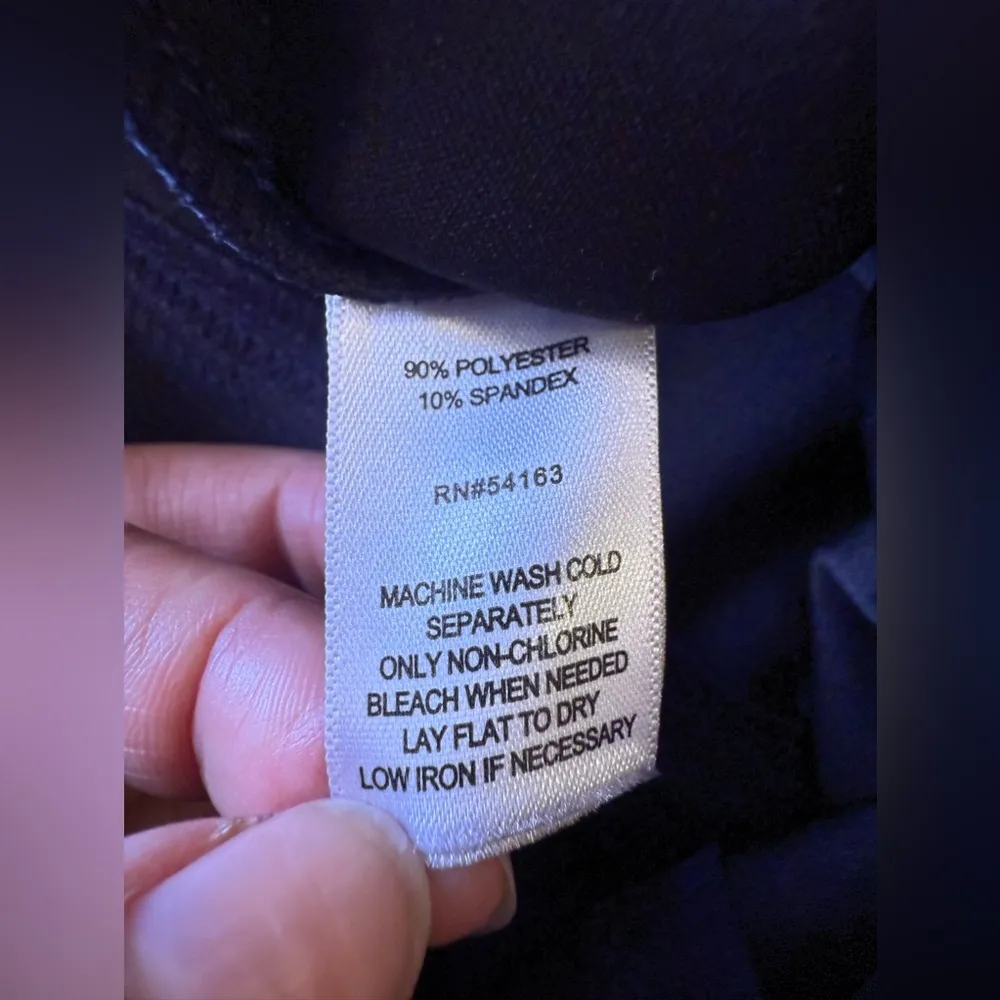 90% POLYESTER
10% SPANDEX
RN#54163
MACHINE WASH COLD
SEPARATELY
ONLY NON-CHLORINE
BLEACH WHEN NEEDED
LAY FLAT TO DRY
LOW IRON IF NECESSARY